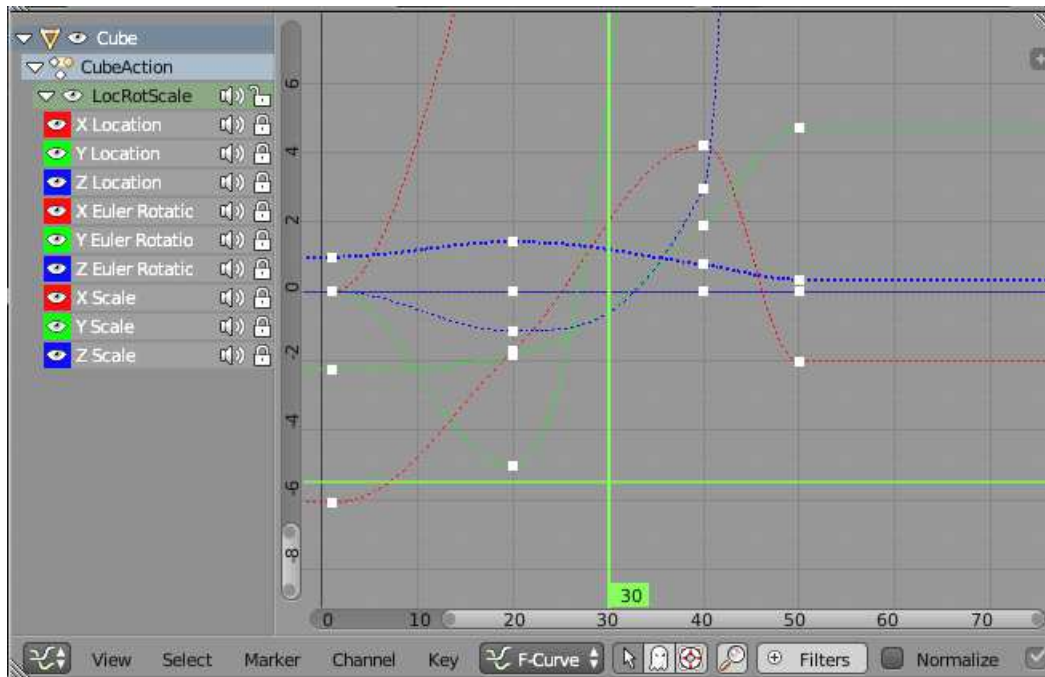 Cube
CubeAction
LocRotScale
X Location
Y Location
Z Location
X Euler Rotatic
Y Euler Rotatio
Z Euler Rotatic
X Scale
Y Scale
Z Scale
6
4
2
0
-2
-4
-6
-8
30
0 10 20 30 40 50 60 70
View Select Marker Channel Key F-Curve Filters Normalize